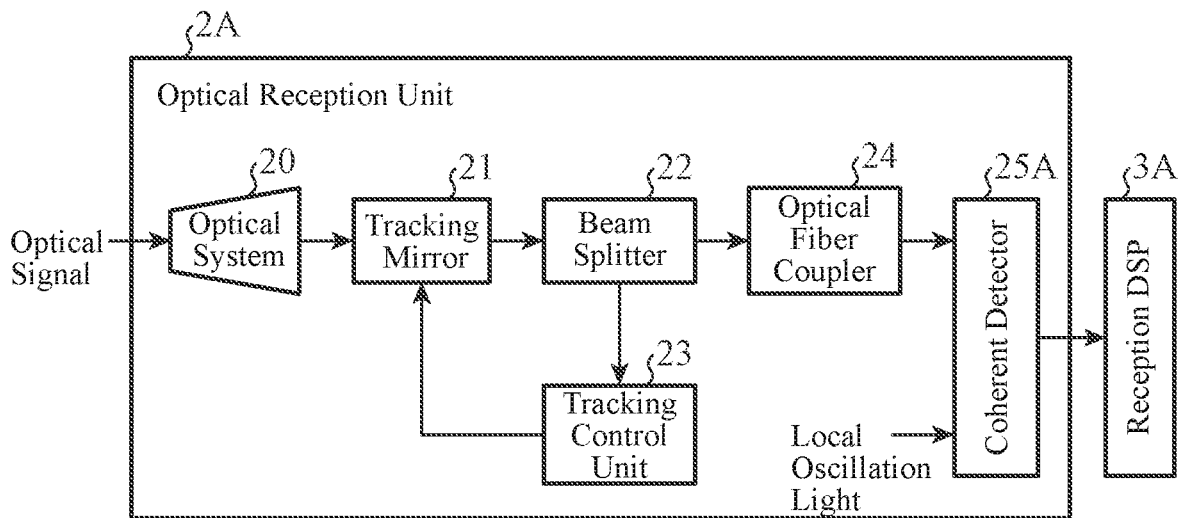 2A
Optical Reception Unit
20
21
22
24
25A
3A
Optical
Signal
Optical
System
Tracking
Mirror
Beam
Splitter
Optical
Fiber
Coupler
Coherent Detector
Reception DSP
23
Tracking
Control
Unit
Local
Oscillation
Light